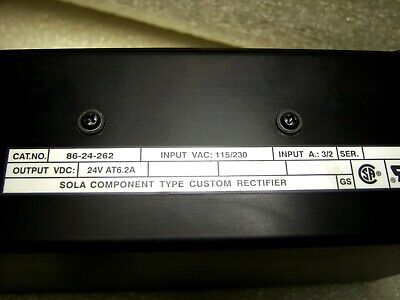 CAT.NO. 86-24-262 INPUT VAC: 115/230 INPUT A.: 3/2 SER.
OUTPUT VDC: 24V AT6.2A
SOLA COMPONENT TYPE CUSTOM RECTIFIER GS SA ®